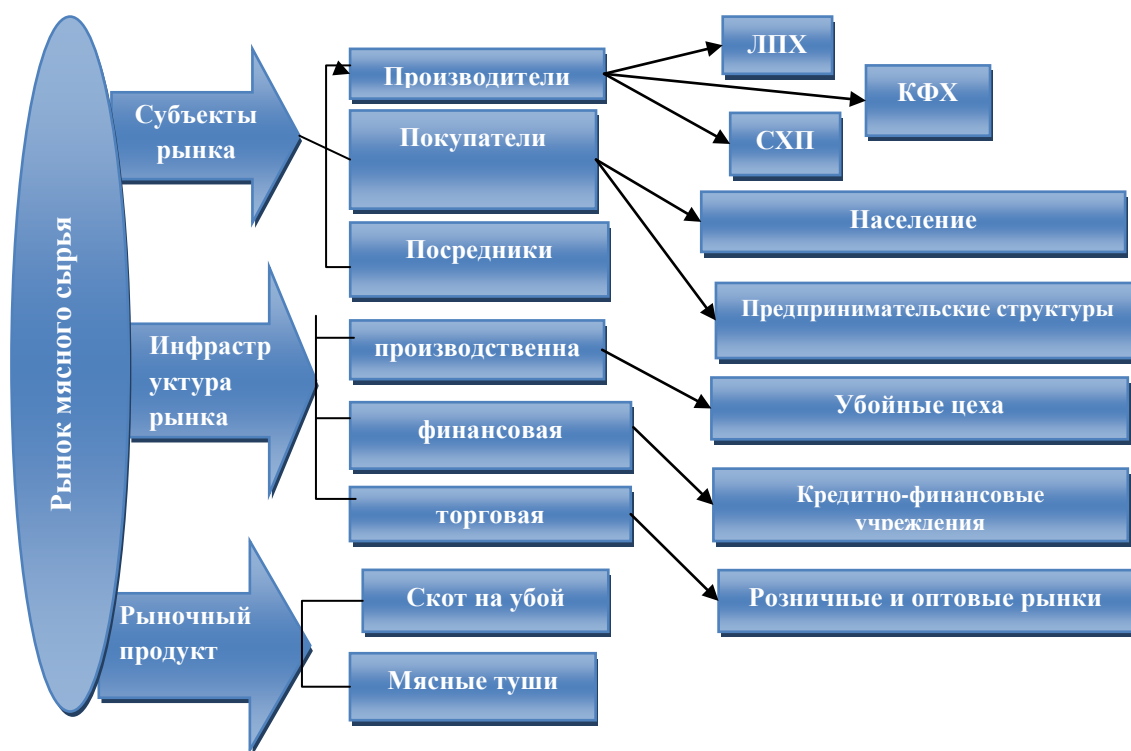 Рынок мясного сырья
Субъекты
рынка
Производители
ЛПХ
КФХ
СХП
Покупатели
Население
Предпринимательские структуры
Посредники
Инфрастр
уктура
рынка
производственна
Убойные цеха
финансовая
Кредитно-финансовые
учреждения
торговая
Розничные и оптовые рынки
Рыночный
продукт
Скот на убой
Мясные туши